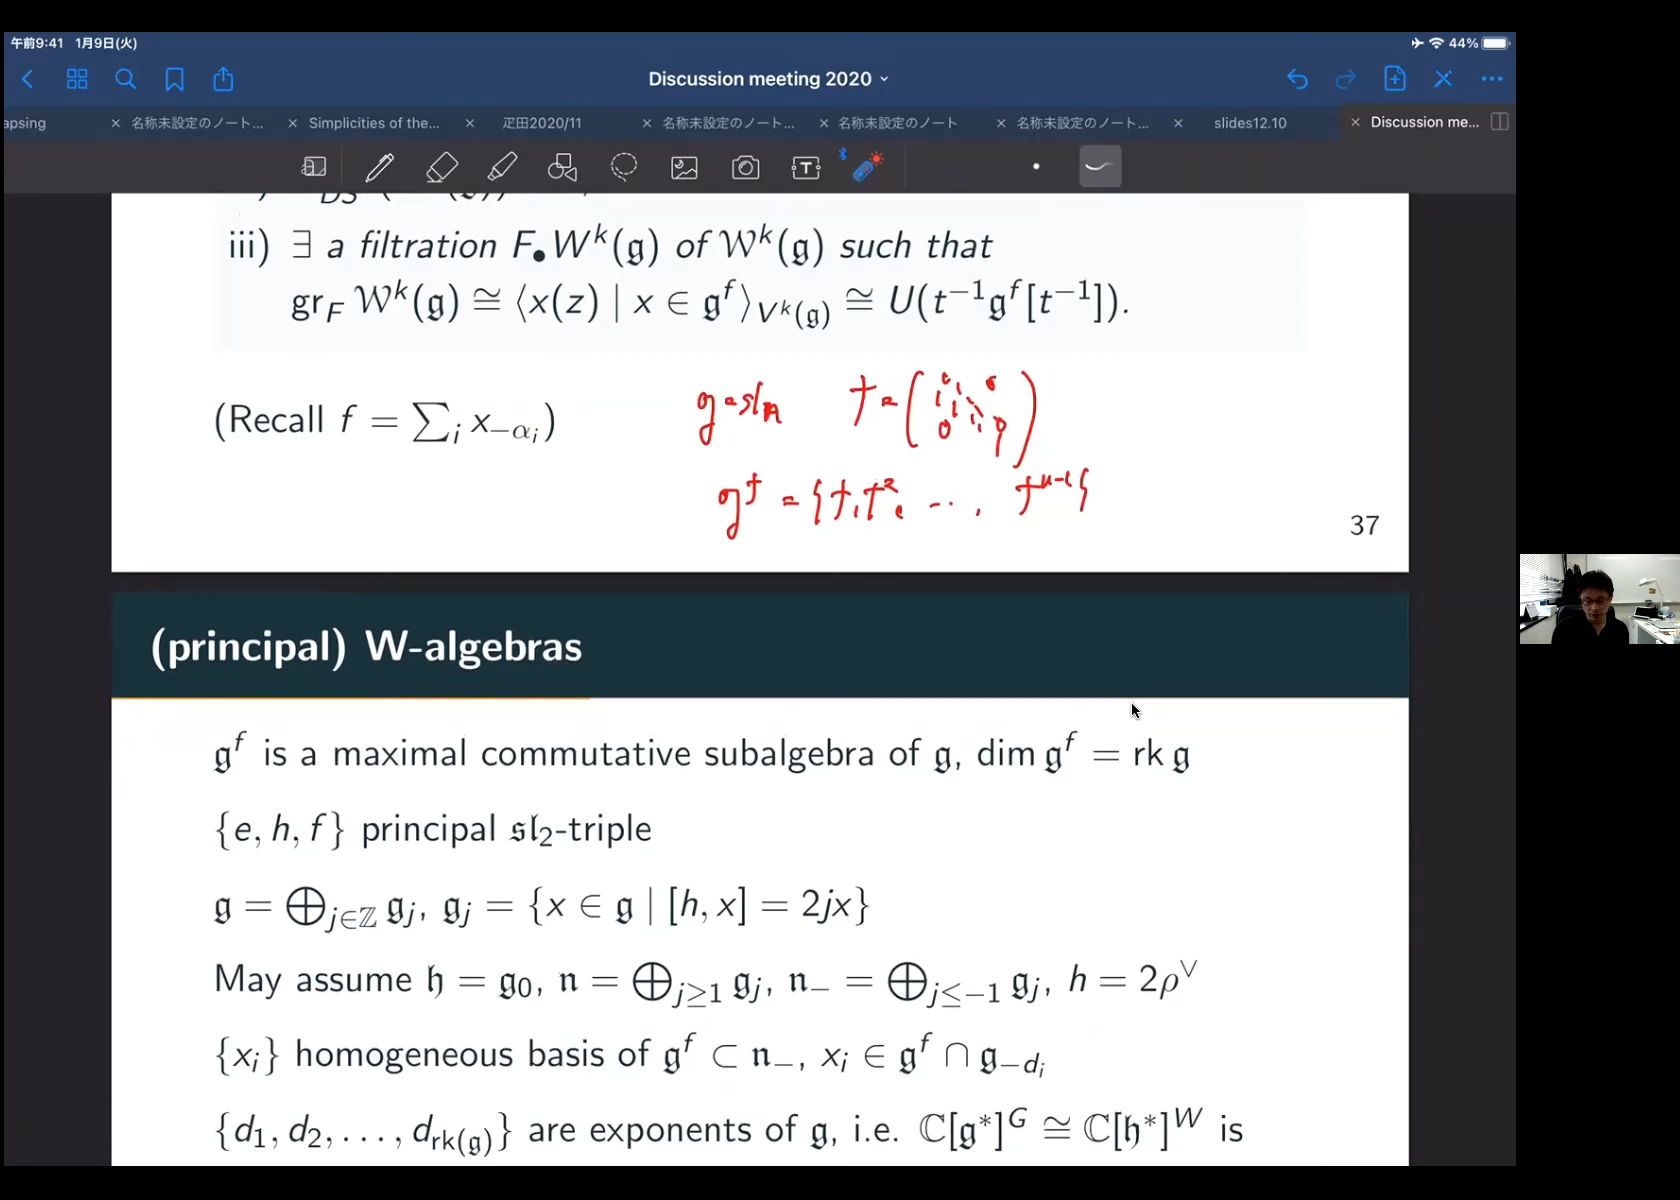 午前9:41 1月9日(火)
44%
Discussion meeting 2020
apsing
名称未設定のノート...
Simplicities of the...
疋田2020/11
名称未設定のノート...
名称未設定のノート
名称未設定のノート...
slides12.10
Discussion me...
iii) ∃ a filtration F•W^k(𝔤) of 𝒲^k(𝔤) such that
gr_F 𝒲^k(𝔤) ≅ ⟨x(z) | x ∈ 𝔤^f⟩_{V^k(𝔤)} ≅ U(t^{-1}𝔤^f[t^{-1}]).
(Recall f = ∑_i x_{-α_i})
g = sl_n
g^f = {f, f^2, ..., f^{n-1}}
37
(principal) W-algebras
𝔤^f is a maximal commutative subalgebra of 𝔤, dim 𝔤^f = rk 𝔤
{e, h, f} principal 𝔰𝔩_2-triple
𝔤 = ⨁_{j∈ℤ} 𝔤_j, 𝔤_j = {x ∈ 𝔤 | [h, x] = 2jx}
May assume 𝔥 = 𝔤_0, 𝔫 = ⨁_{j≥1} 𝔤_j, 𝔫_- = ⨁_{j≤-1} 𝔤_j, h = 2ρ^∨
{x_i} homogeneous basis of 𝔤^f ⊂ 𝔫_-, x_i ∈ 𝔤^f ∩ 𝔤_{-d_i}
{d_1, d_2, ..., d_{rk(𝔤)}} are exponents of 𝔤, i.e. ℂ[𝔤*]^G ≅ ℂ[𝔥*]^W is